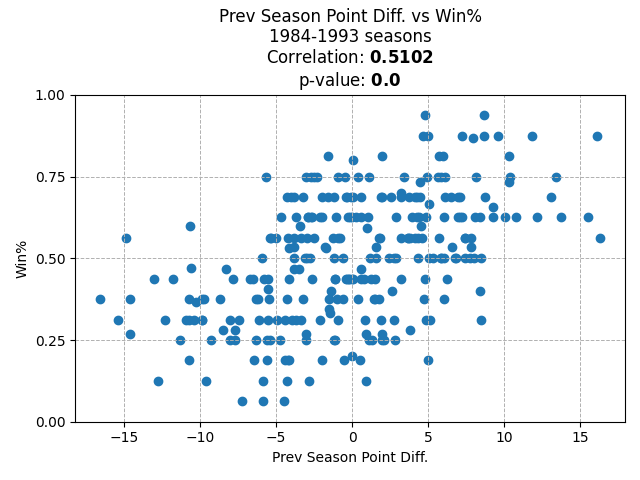 Prev Season Point Diff. vs Win%
1984-1993 seasons
Correlation: 0.5102
p-value: 0.0
1.00
0.75
0.50
0.25
0.00
Win%
−15 −10 −5 0 5 10 15
Prev Season Point Diff.